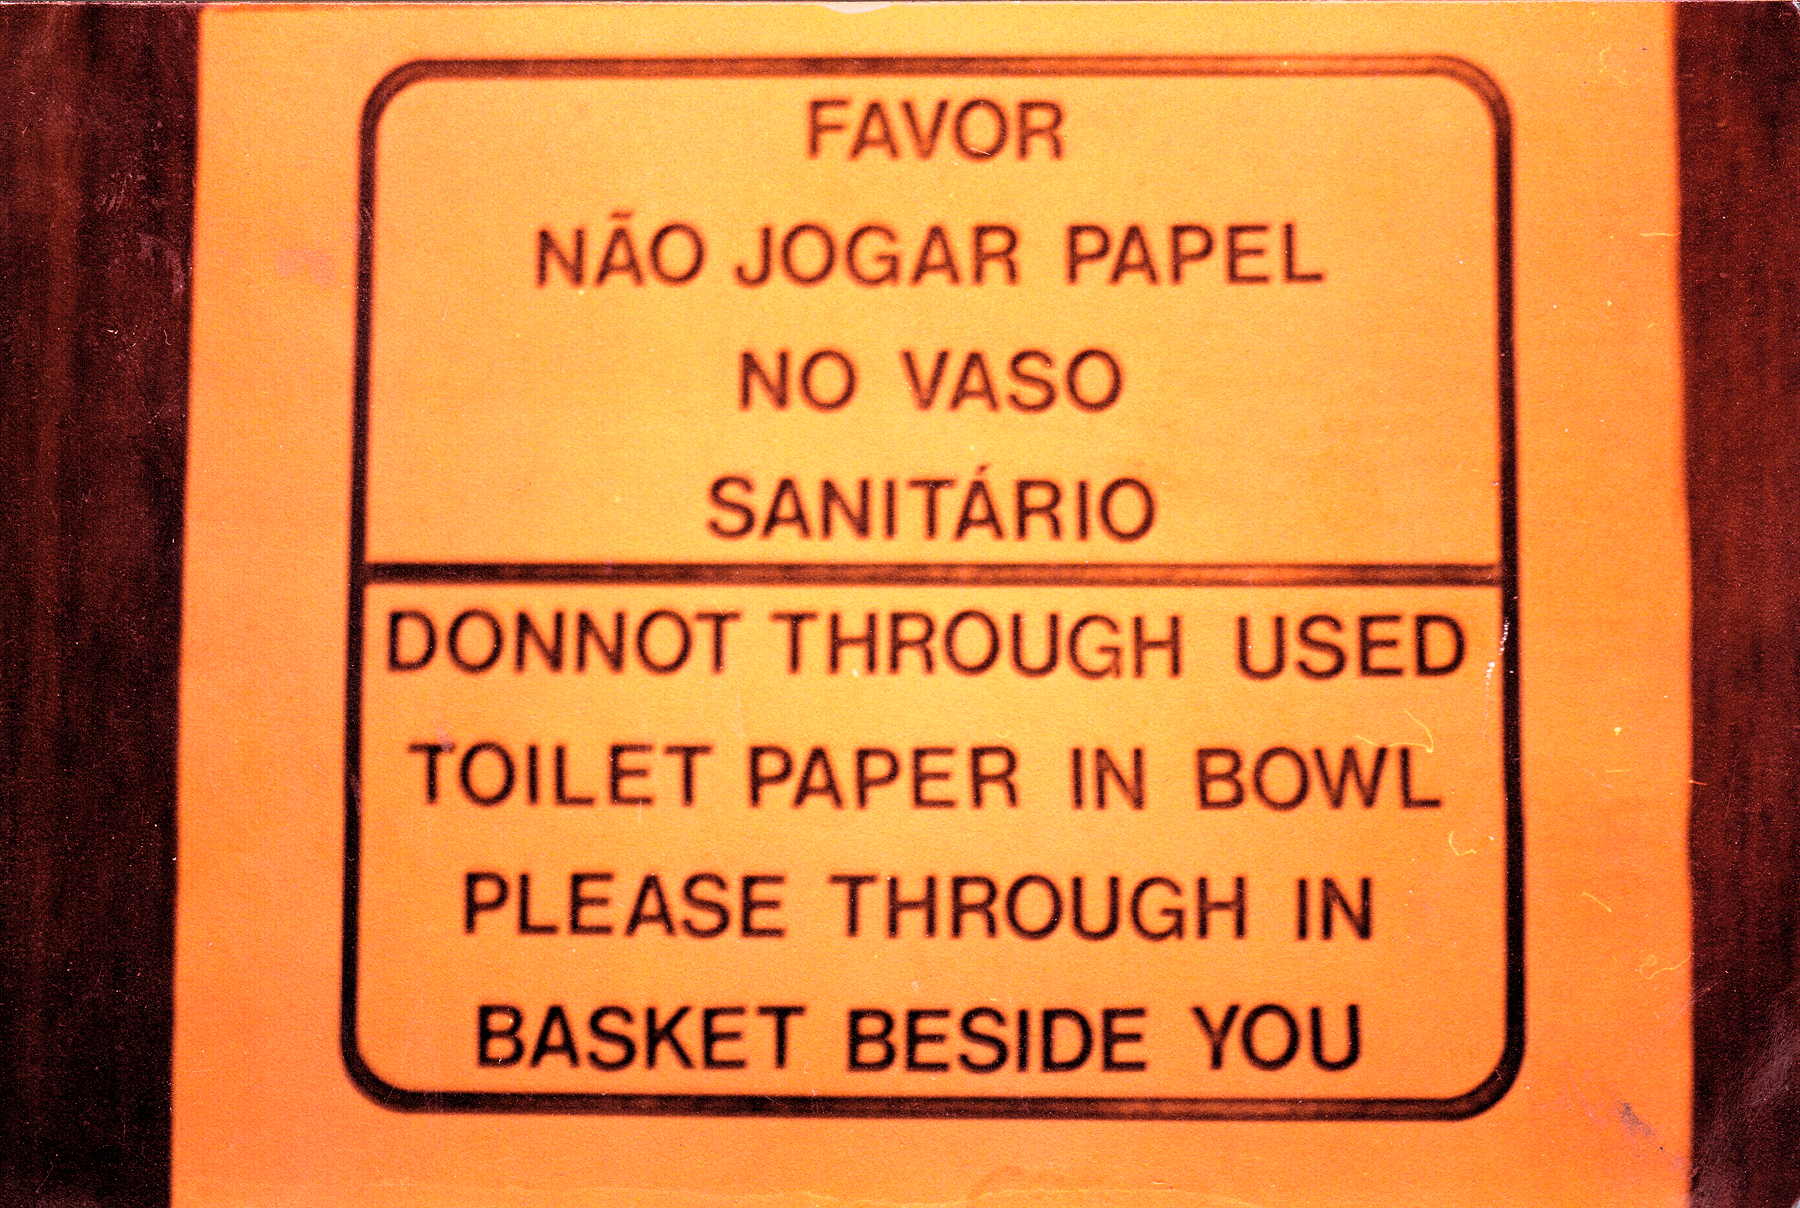 FAVOR
NÃO JOGAR PAPEL
NO VASO
SANITÁRIO
DONNOT THROUGH USED
TOILET PAPER IN BOWL
PLEASE THROUGH IN
BASKET BESIDE YOU